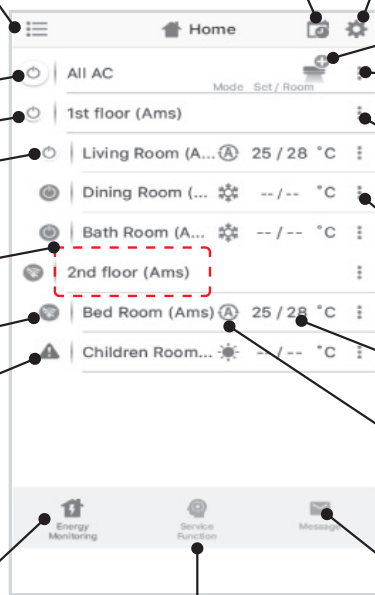 Home
All AC
Mode Set / Room
1st floor (Ams)
Living Room (A... A 25 / 28 °C
Dining Room (... -- / -- °C
Bath Room (A... -- / -- °C
2nd floor (Ams)
Bed Room (Ams) A 25 / 28 °C
Children Room... -- / -- °C
Energy
Monitoring
Service
Function
Message